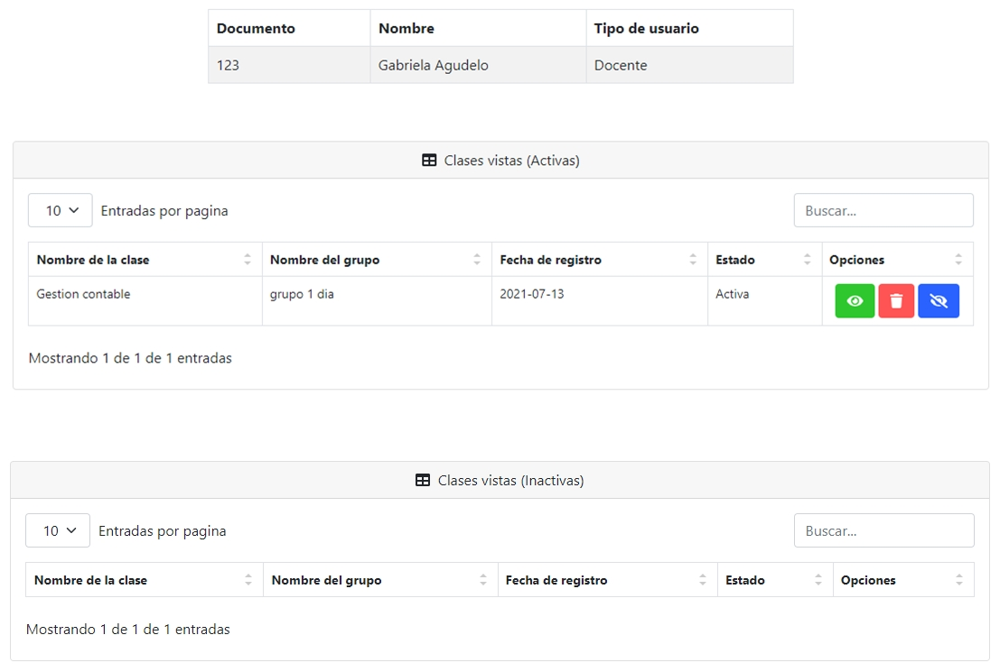 Documento Nombre Tipo de usuario
123 Gabriela Agudelo Docente
Clases vistas (Activas)
10 Entradas por pagina Buscar...
Nombre de la clase Nombre del grupo Fecha de registro Estado Opciones
Gestion contable grupo 1 dia 2021-07-13 Activa
Mostrando 1 de 1 de 1 entradas
Clases vistas (Inactivas)
10 Entradas por pagina Buscar...
Nombre de la clase Nombre del grupo Fecha de registro Estado Opciones
Mostrando 1 de 1 de 1 entradas